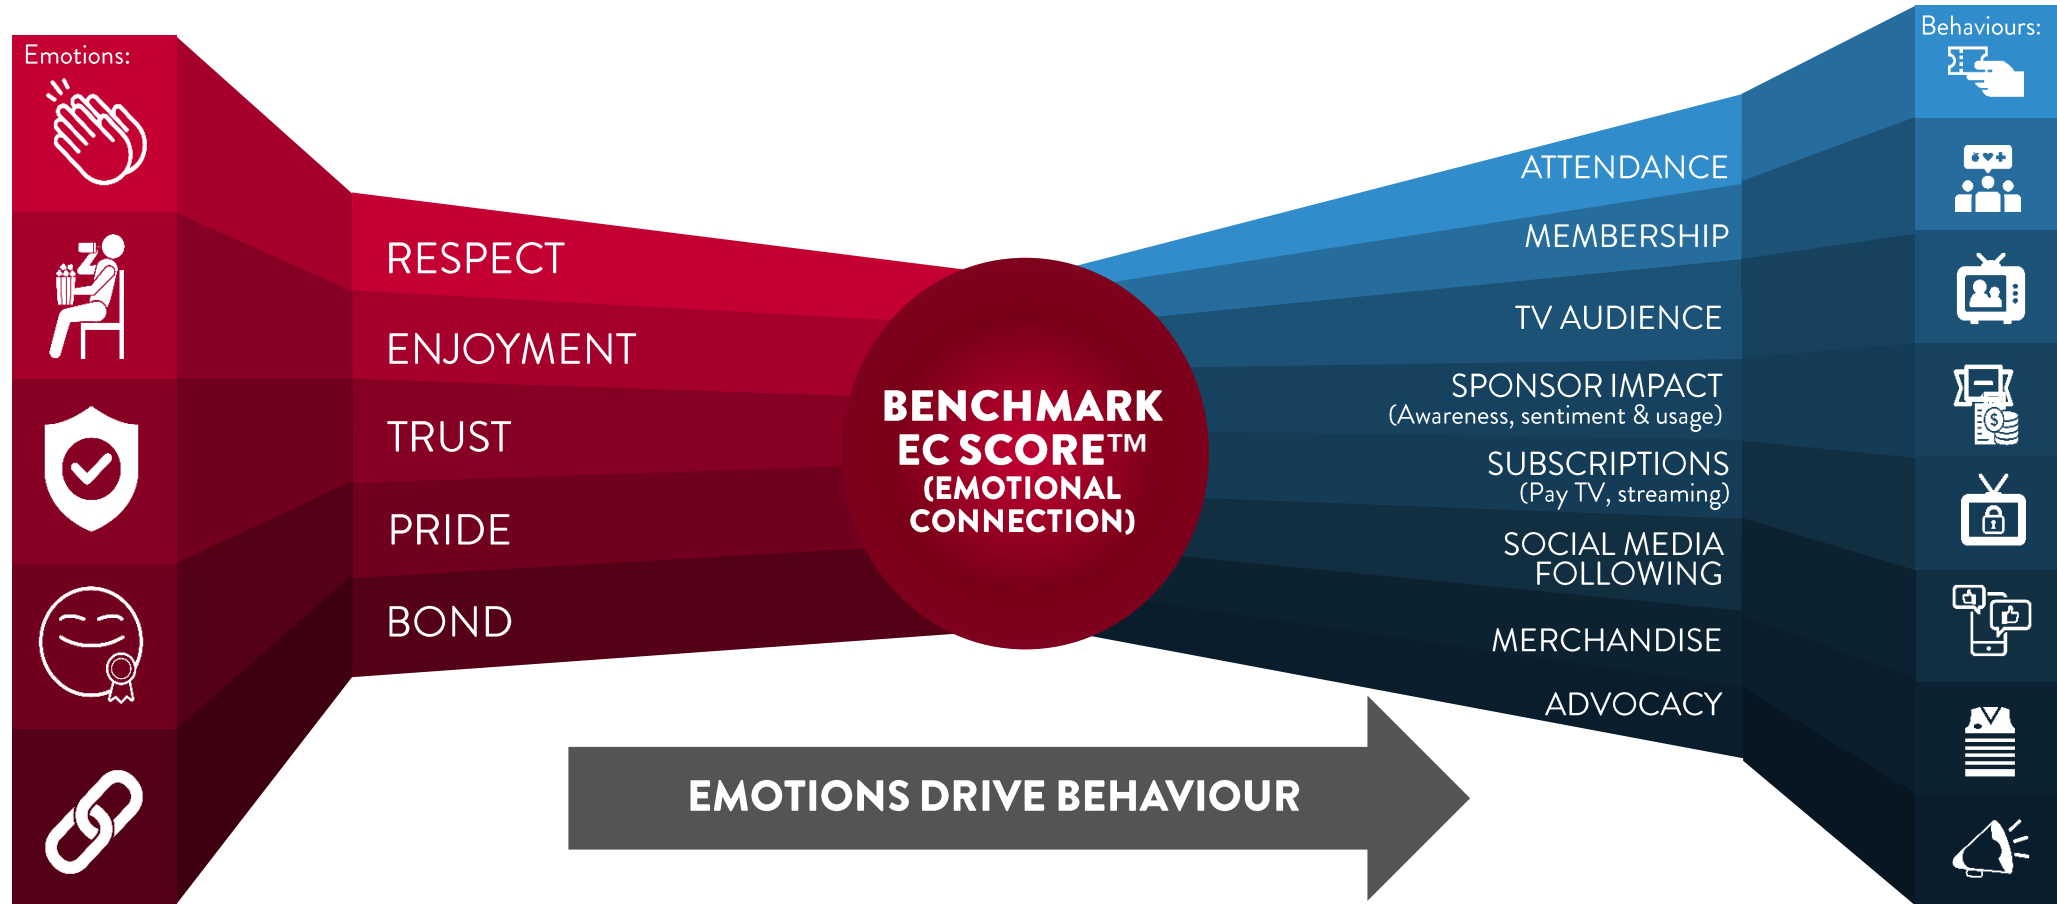 Emotions:
RESPECT
ENJOYMENT
TRUST
PRIDE
BOND
BENCHMARK
EC SCORE™
(EMOTIONAL
CONNECTION)
Behaviours:
ATTENDANCE
MEMBERSHIP
TV AUDIENCE
SPONSOR IMPACT
(Awareness, sentiment & usage)
SUBSCRIPTIONS
(Pay TV, streaming)
SOCIAL MEDIA
FOLLOWING
MERCHANDISE
ADVOCACY
EMOTIONS DRIVE BEHAVIOUR